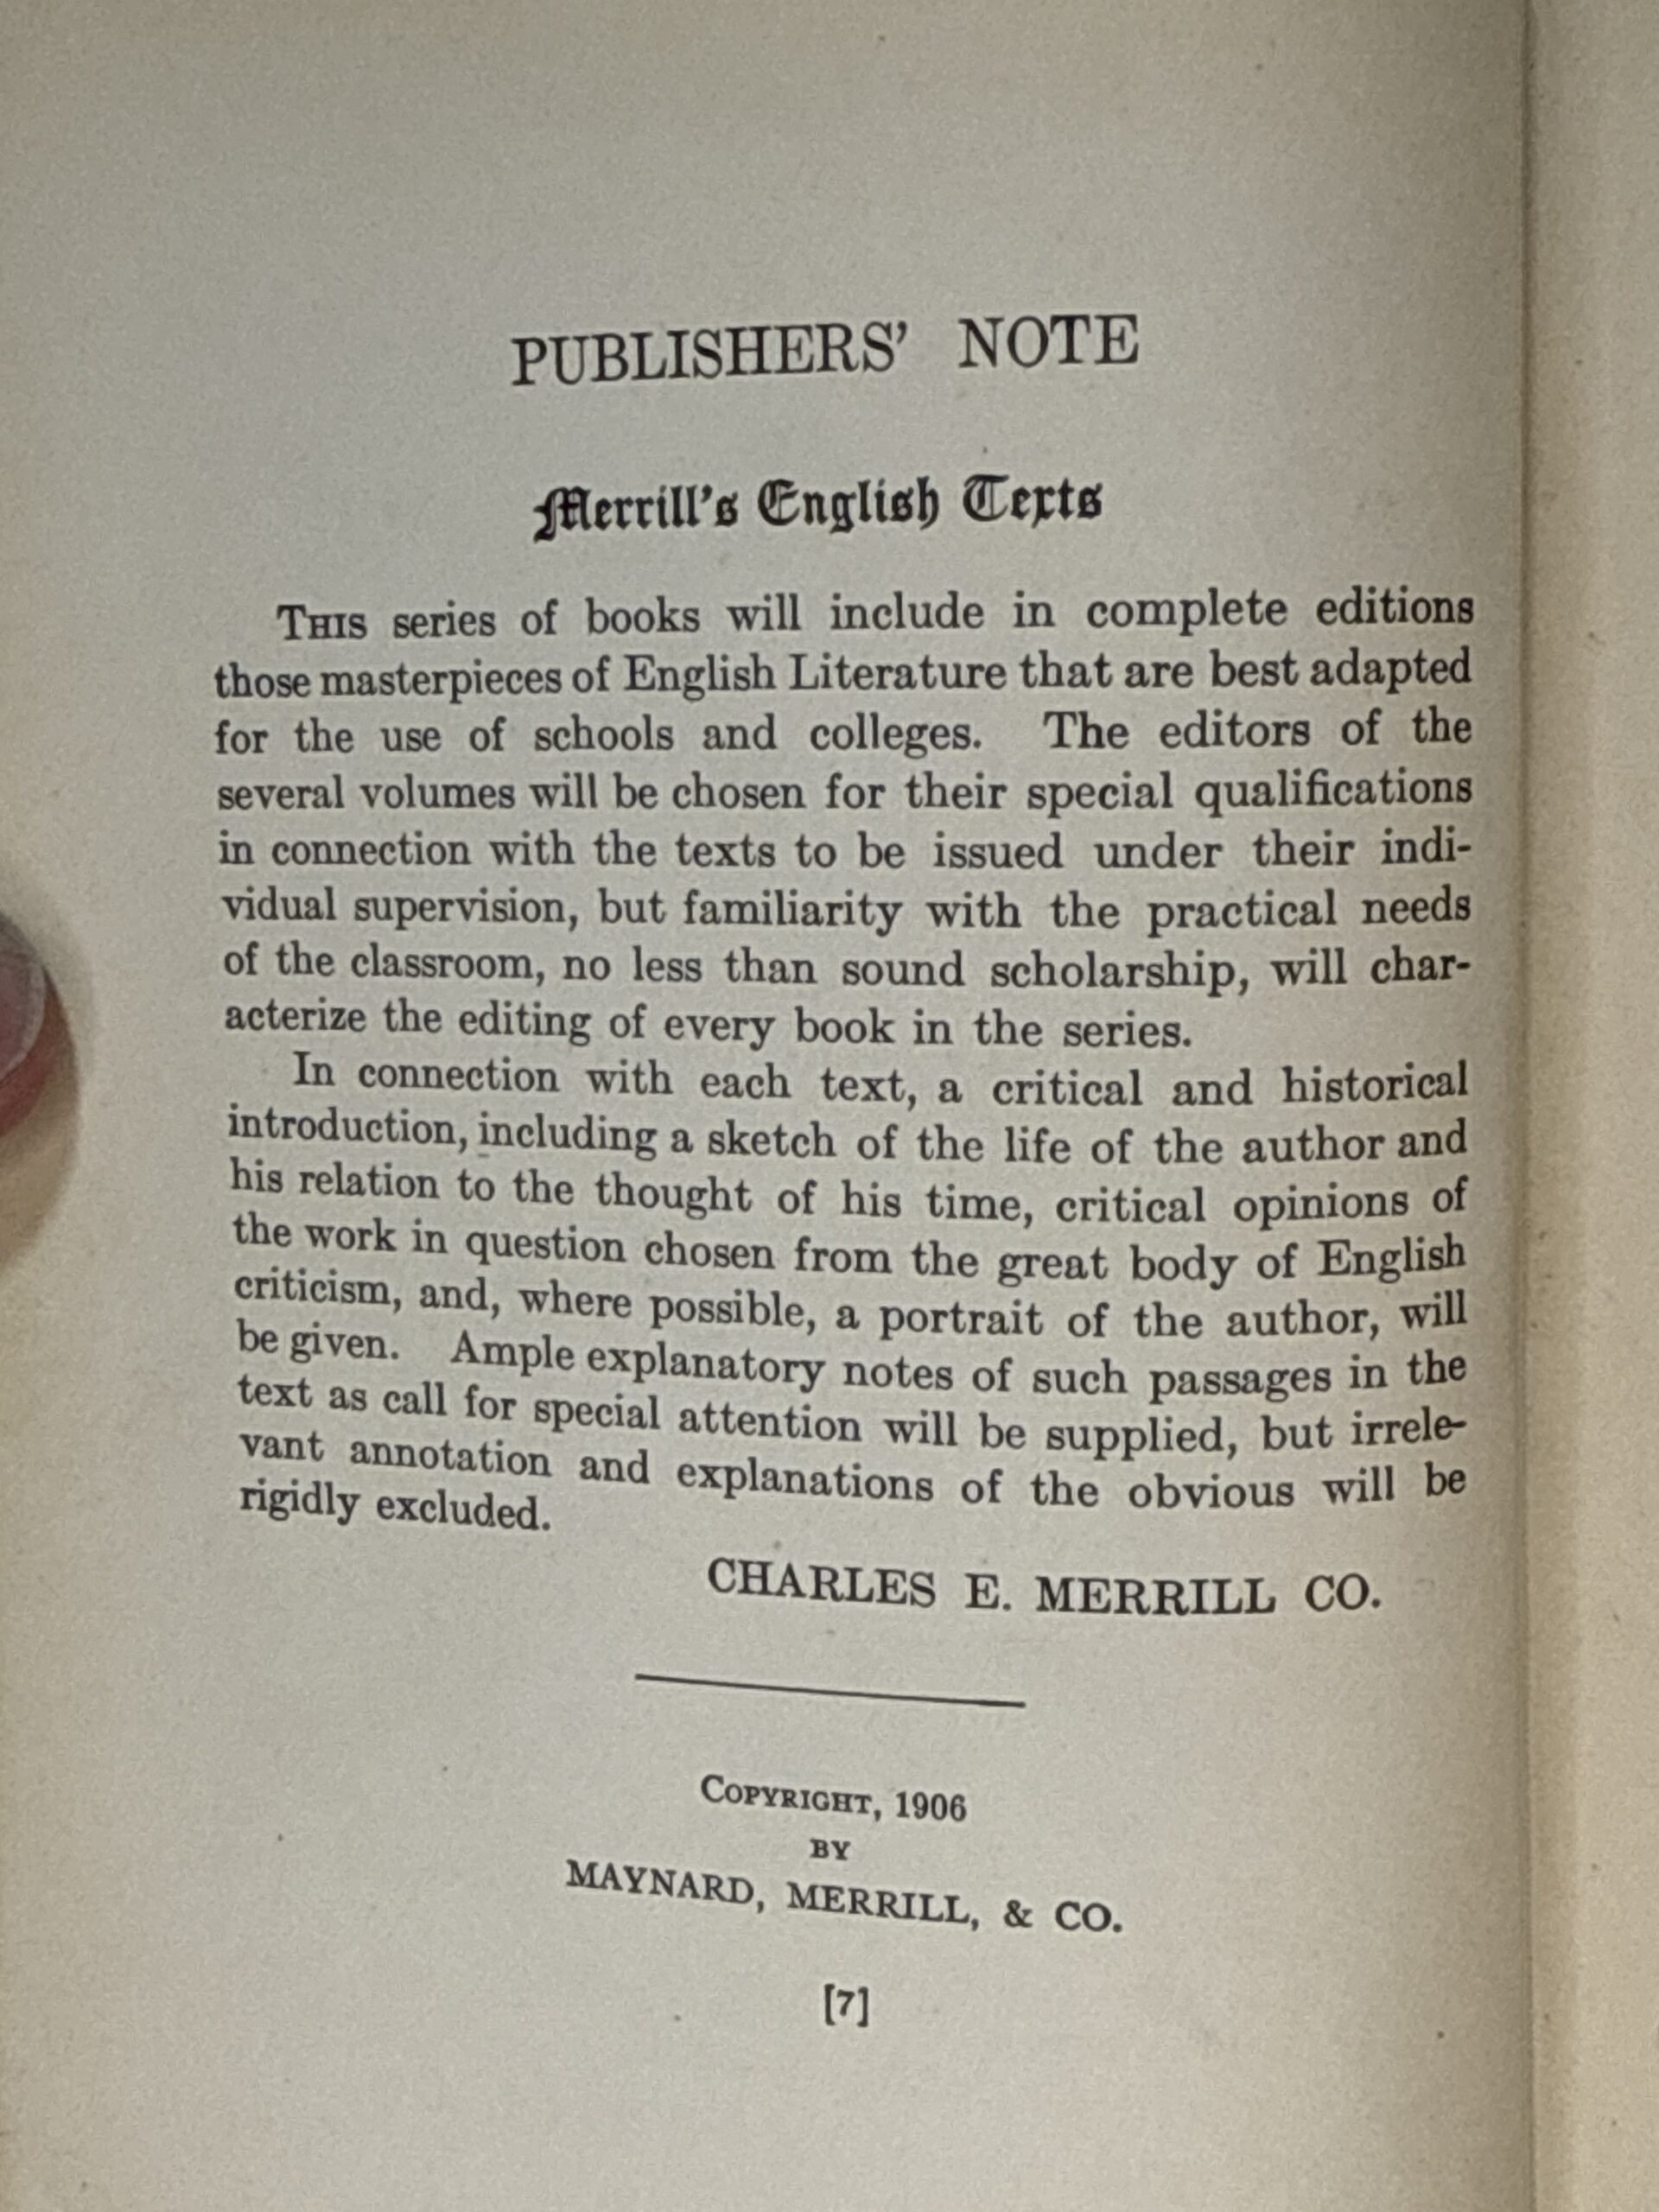 PUBLISHERS' NOTE
Merrill's English Texts
THIS series of books will include in complete editions
those masterpieces of English Literature that are best adapted
for the use of schools and colleges. The editors of the
several volumes will be chosen for their special qualifications
in connection with the texts to be issued under their indi-
vidual supervision, but familiarity with the practical needs
of the classroom, no less than sound scholarship, will char-
acterize the editing of every book in the series.
In connection with each text, a critical and historical
introduction, including a sketch of the life of the author and
his relation to the thought of his time, critical opinions of
the work in question chosen from the great body of English
criticism, and, where possible, a portrait of the author, will
be given. Ample explanatory notes of such passages in the
text as call for special attention will be supplied, but irrele-
vant annotation and explanations of the obvious will be
rigidly excluded.
CHARLES E. MERRILL CO.
COPYRIGHT, 1906
BY
MAYNARD, MERRILL, & CO.
[7]